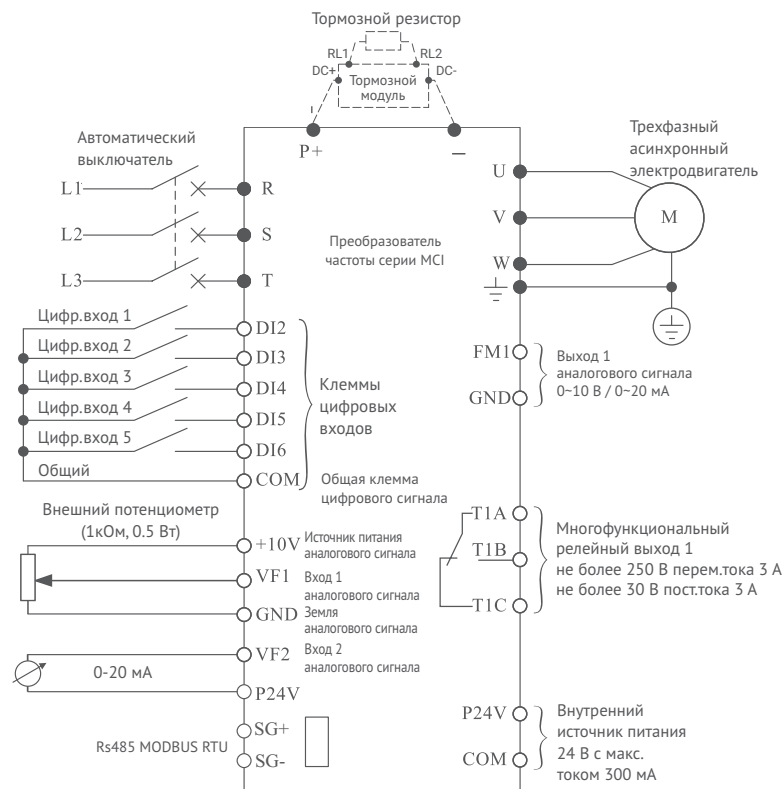 Тормозной резистор
RL1
RL2
DC+
DC-
Тормозной
модуль
Автоматический
выключатель
P+
–
Трехфазный
асинхронный
электродвигатель
L1
R
U
L2
S
V
M
Преобразователь
частоты серии MCI
L3
T
W
Цифр.вход 1
DI2
Цифр.вход 2
DI3
Цифр.вход 3
DI4
Цифр.вход 4
DI5
Цифр.вход 5
DI6
Общий
COM
Клеммы
цифровых
входов
Общая клемма
цифрового сигнала
FM1
GND
Выход 1
аналогового сигнала
0~10 В / 0~20 мА
Внешний потенциометр
(1кОм, 0.5 Вт)
+10V
Источник питания
аналогового сигнала
VF1
Вход 1
аналогового сигнала
GND
Земля
аналогового сигнала
T1A
T1B
T1C
Многофункциональный
релейный выход 1
не более 250 В перем.тока 3 А
не более 30 В пост.тока 3 А
VF2
Вход 2
аналогового сигнала
0-20 мА
P24V
SG+
Rs485 MODBUS RTU
SG-
P24V
COM
Внутренний
источник питания
24 В с макс.
током 300 мА